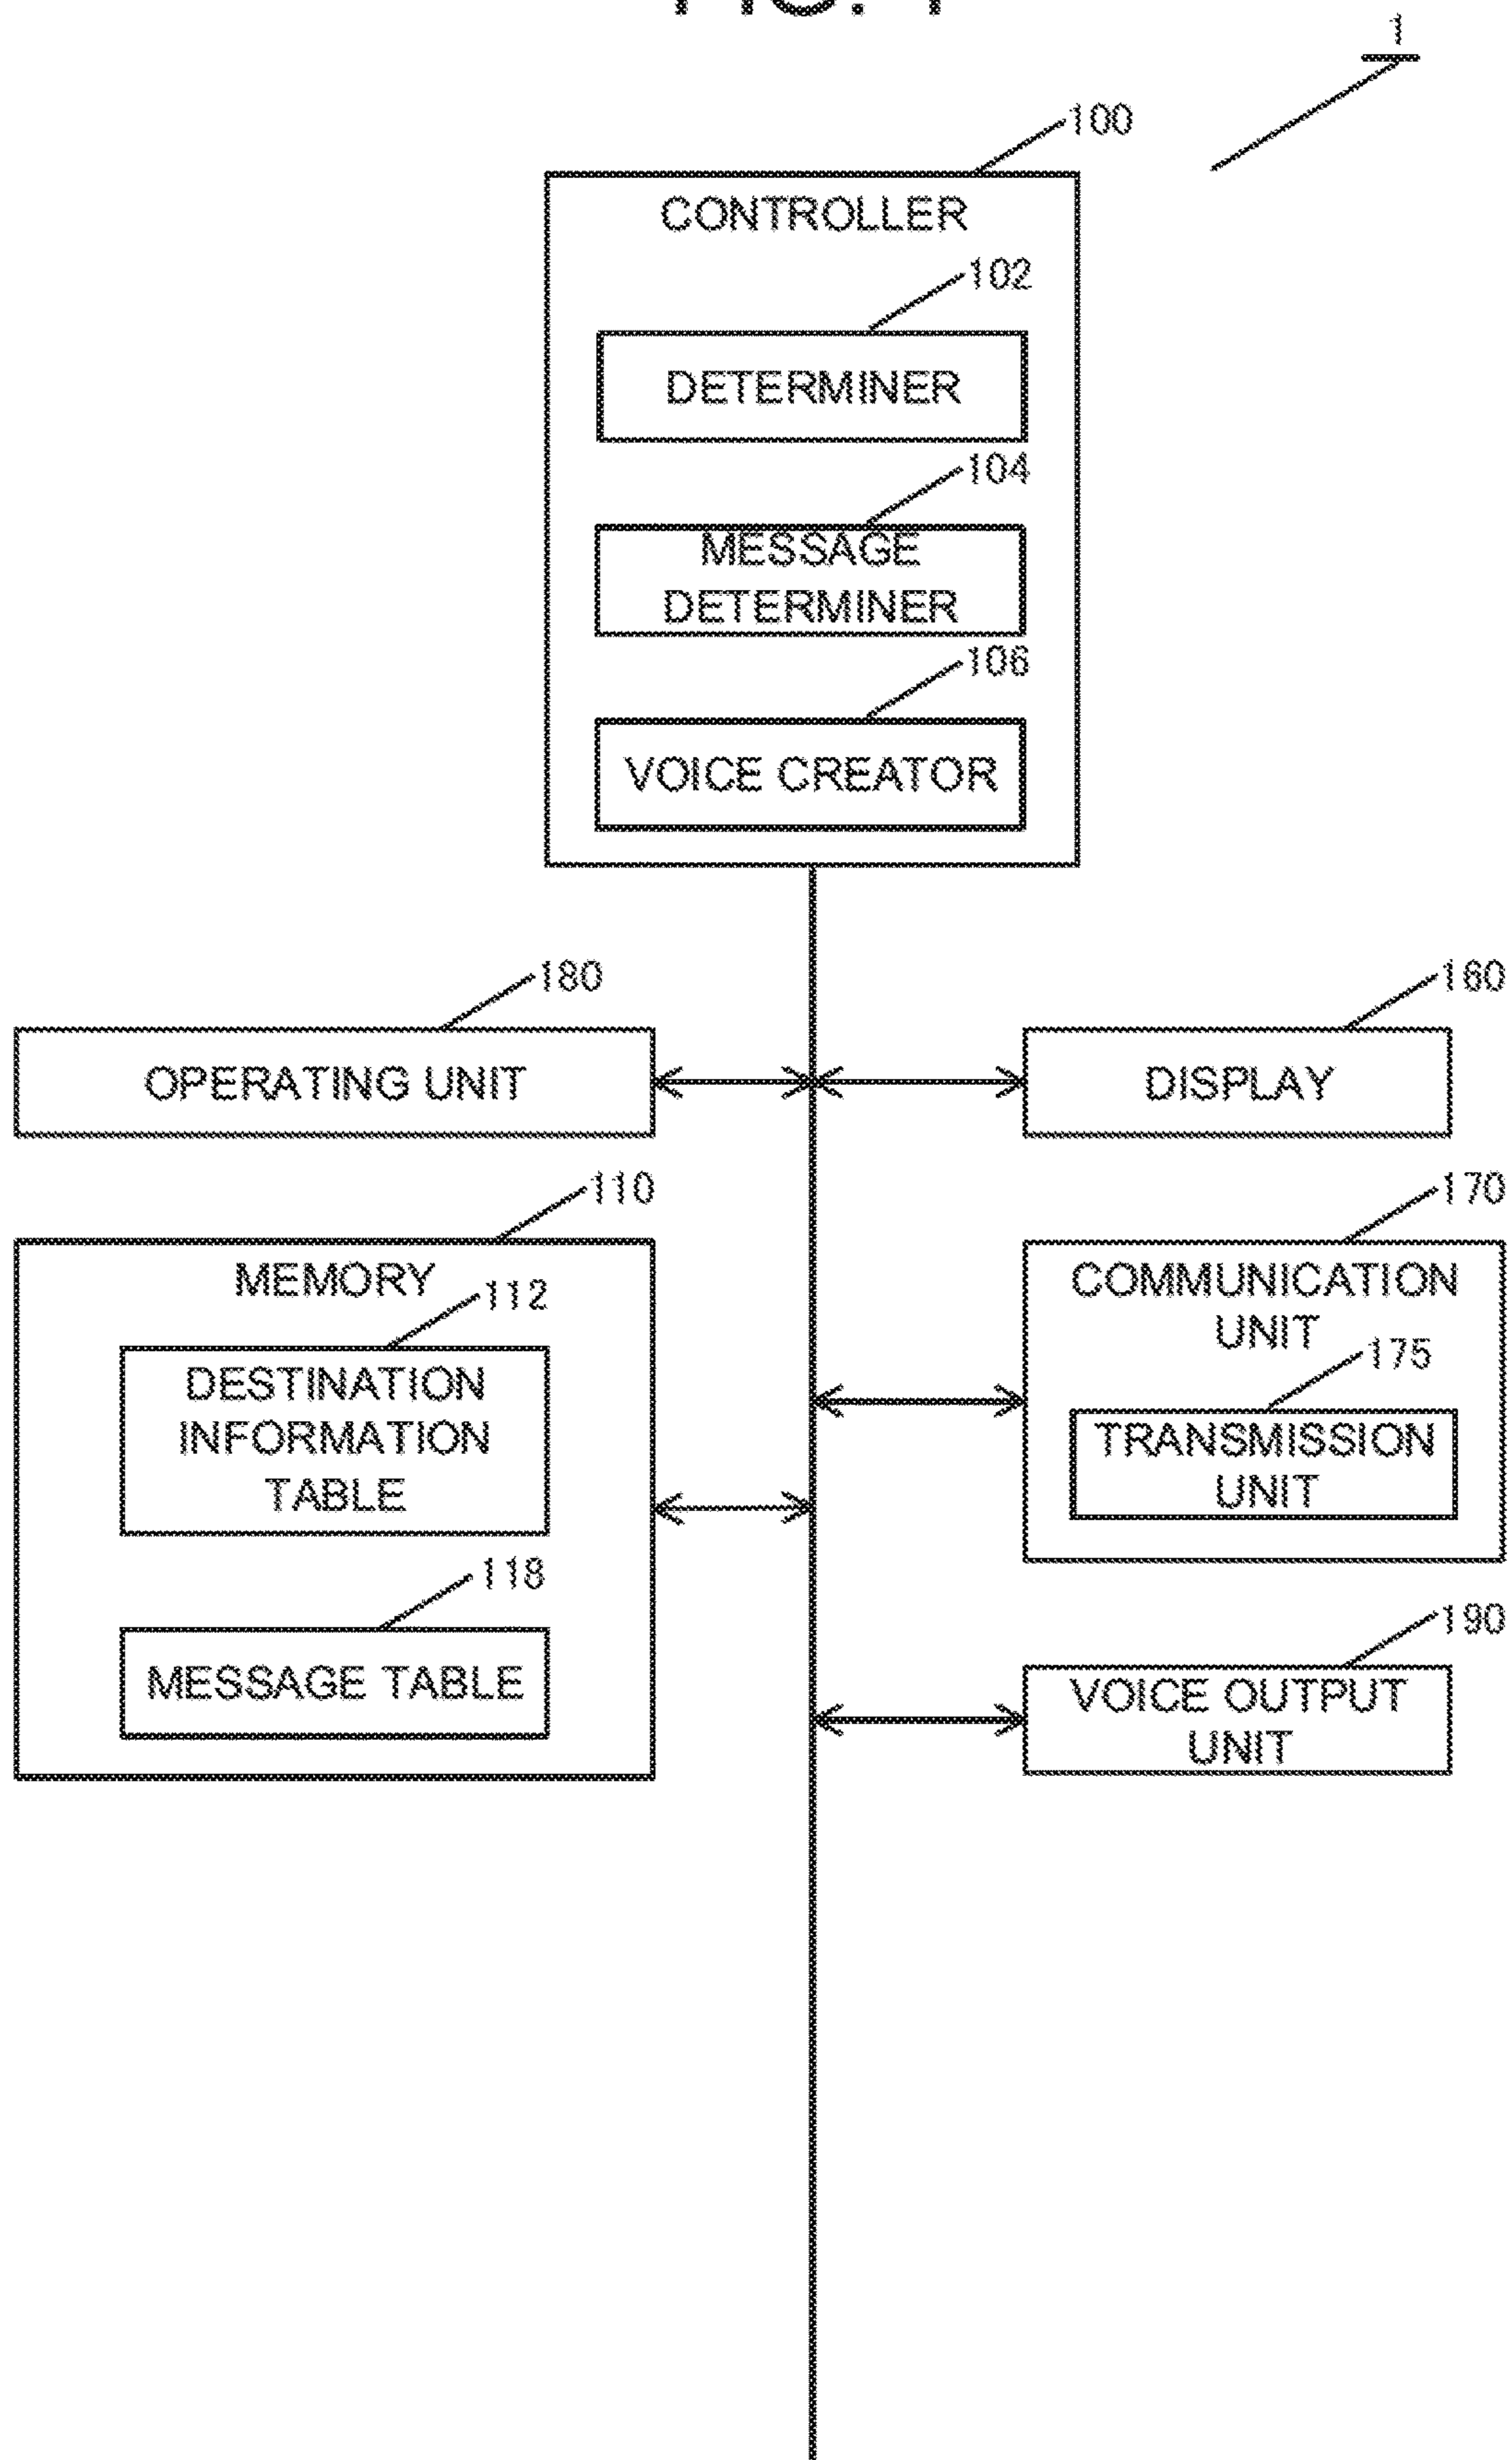 1
100
CONTROLLER
102
DETERMINER
104
MESSAGE
DETERMINER
106
VOICE CREATOR
180
OPERATING UNIT
160
DISPLAY
110
MEMORY
112
DESTINATION
INFORMATION
TABLE
118
MESSAGE TABLE
170
COMMUNICATION
UNIT
175
TRANSMISSION
UNIT
190
VOICE OUTPUT
UNIT